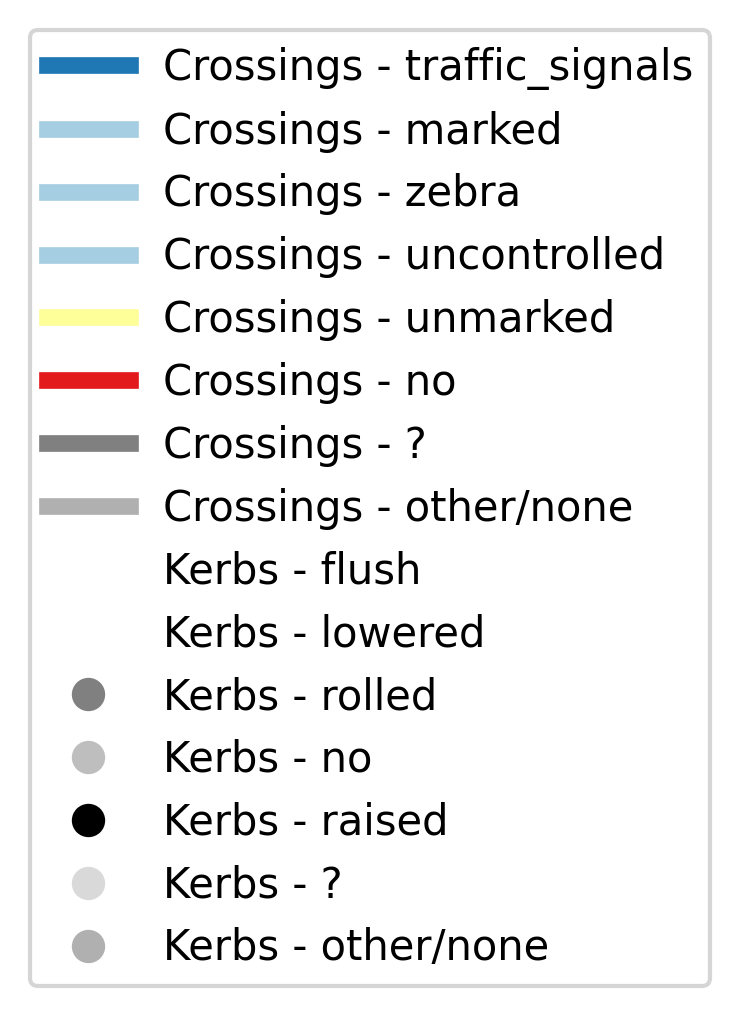 Crossings - traffic_signals
Crossings - marked
Crossings - zebra
Crossings - uncontrolled
Crossings - unmarked
Crossings - no
Crossings - ?
Crossings - other/none
Kerbs - flush
Kerbs - lowered
Kerbs - rolled
Kerbs - no
Kerbs - raised
Kerbs - ?
Kerbs - other/none